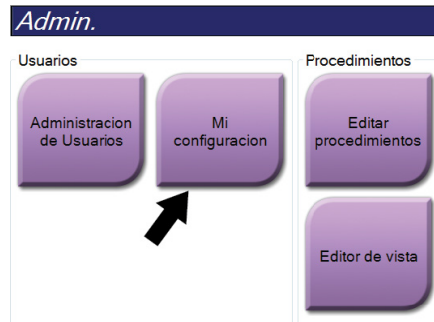 Admin.
Usuarios
Administracion
de Usuarios
Mi
configuracion
Procedimientos
Editar
procedimientos
Editor de vista